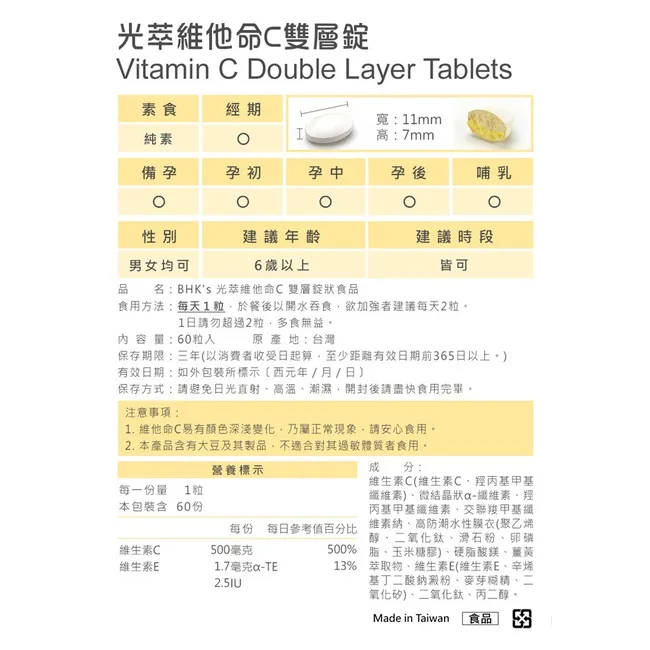 光萃維他命C雙層錠
Vitamin C Double Layer Tablets
素食 經期
純素 ○
寬：11mm
高：7mm
備孕 孕初 孕中 孕後 哺乳
○ ○ ○ ○ ○
性別 建議年齡 建議時段
男女均可 6歲以上 皆可
品名：BHK's 光萃維他命C 雙層錠狀食品
食用方法：每天1粒，於餐後以開水吞食，欲加強者建議每天2粒。
1日請勿超過2粒，多食無益。
內容量：60粒入 原產地：台灣
保存期限：三年(以消費者收受日起算，至少距離有效日期前365日以上。)
有效日期：如外包裝所標示〔西元年/月/日〕
保存方式：請避免日光直射、高溫、潮濕，開封後請盡快食用完畢。
注意事項：
1. 維他命C易有顏色深淺變化，乃屬正常現象，請安心食用。
2. 本產品含有大豆及其製品，不適合對其過敏體質者食用。
營養標示
每一份量 1粒
本包裝含 60份
每份 每日參考值百分比
維生素C 500毫克 500%
維生素E 1.7毫克α-TE 13%
2.5IU
成分：
維生素C(維生素C、羥丙基甲基
纖維素)、微結晶狀α-纖維素、羥
丙基甲基纖維素、交聯羧甲基纖
維素納、高防潮水性膜衣(聚乙烯
醇、二氧化鈦、滑石粉、卵磷
脂、玉米糖膠)、硬脂酸鎂、薑黃
萃取物、維生素E(維生素E、辛烯
基丁二酸鈉澱粉、麥芽糊精、二
氧化矽)、二氧化鈦、丙二醇。
Made in Taiwan 食品